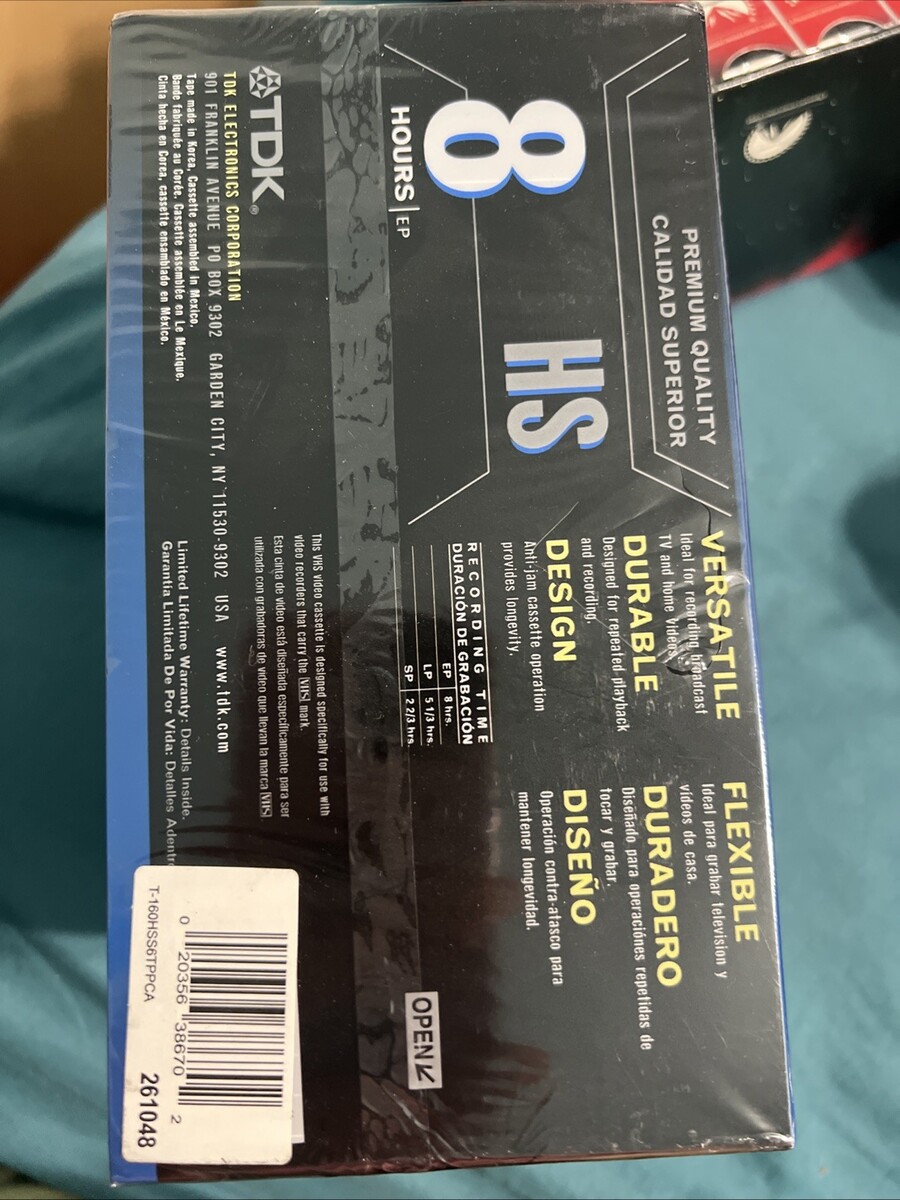 PREMIUM QUALITY
CALIDAD SUPERIOR
8 HS
HOURS | EP
VERSATILE
Ideal for recording broadcast
TV and home videos.
DURABLE
Designed for repeated playback
and recording.
DESIGN
Anti-jam cassette operation
provides longevity.
FLEXIBLE
Ideal para grabar television y
videos de casa.
DURADERO
Diseñado para operaciónes repetidas de
tocar y grabar.
DISEÑO
Operación contra-atasco para
mantener longevidad.
RECORDING TIME
DURACIÓN DE GRABACIÓN
EP 8 hrs.
LP 5 1/3 hrs.
SP 2 2/3 hrs.
OPEN
This VHS video cassette is designed specifically for use with
video recorders that carry the VHS mark.
Esta cinta de video está diseñada específicamente para ser
utilizada con grabadoras de video que llevan la marca VHS
TDK®
TDK ELECTRONICS CORPORATION
901 FRANKLIN AVENUE PO BOX 9302 GARDEN CITY, NY 11530-9302 USA www.tdk.com
Tape made in Korea, Cassette assembled in Mexico.
Bande fabriquée au Corée, Cassette assemblée en Le Mexique.
Cinta hecha en Corea, cassette ensamblado en México.
Limited Lifetime Warranty: Details Inside.
Garantía Limitada De Por Vida: Detalles Adentro
0 20356 38670 2
T-160HSS6TPPCA
261048